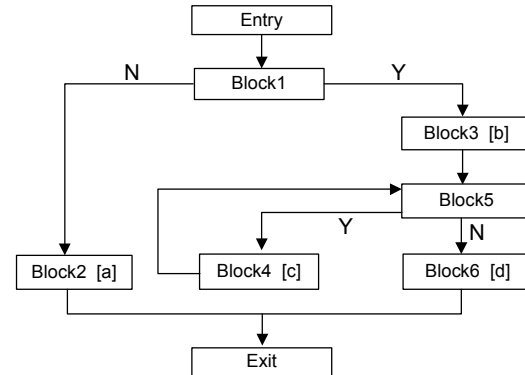 Entry
N
Y
Block1
Block3 [b]
Block5
Y
N
Block2 [a]
Block4 [c]
Block6 [d]
Exit